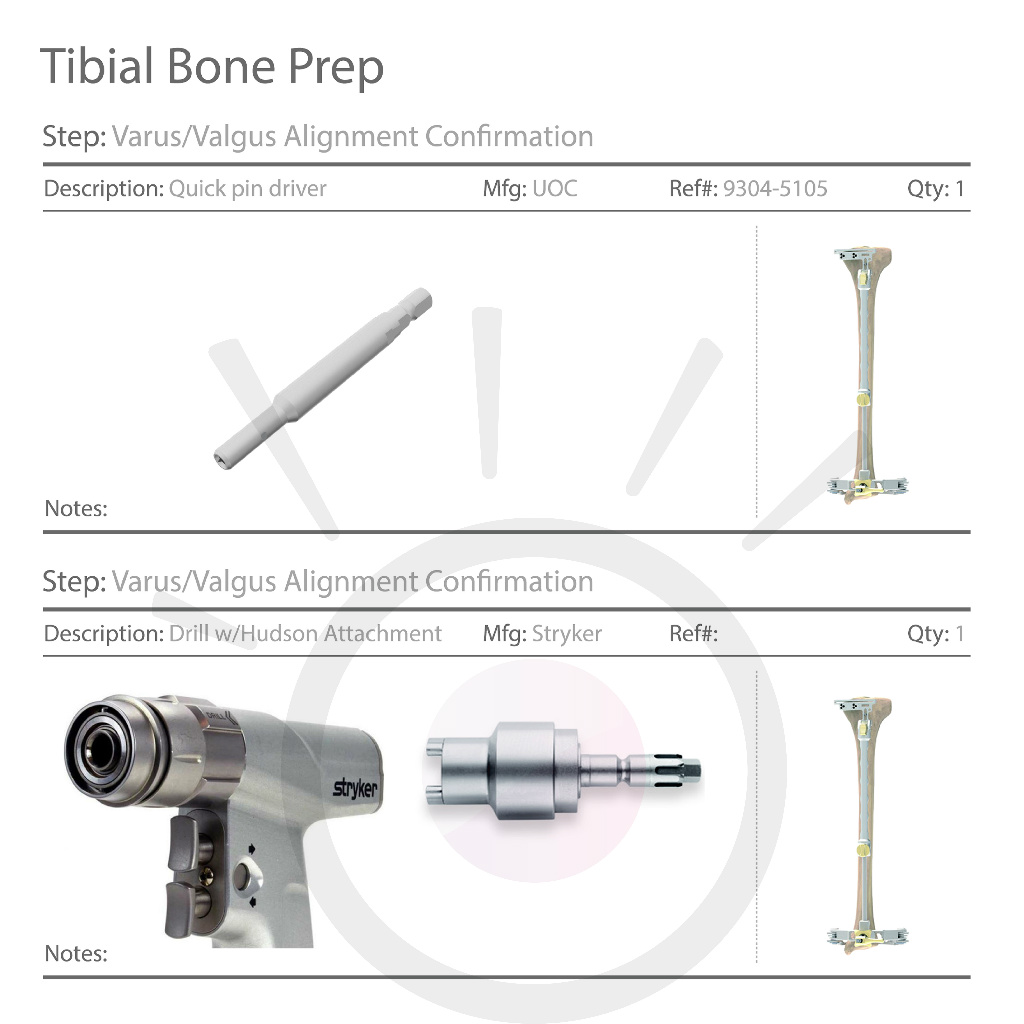 Tibial Bone Prep
Step: Varus/Valgus Alignment Confirmation
Description: Quick pin driver Mfg: UOC Ref#: 9304-5105 Qty: 1
Notes:
Step: Varus/Valgus Alignment Confirmation
Description: Drill w/Hudson Attachment Mfg: Stryker Ref#: Qty: 1
DRILL
stryker
Notes: